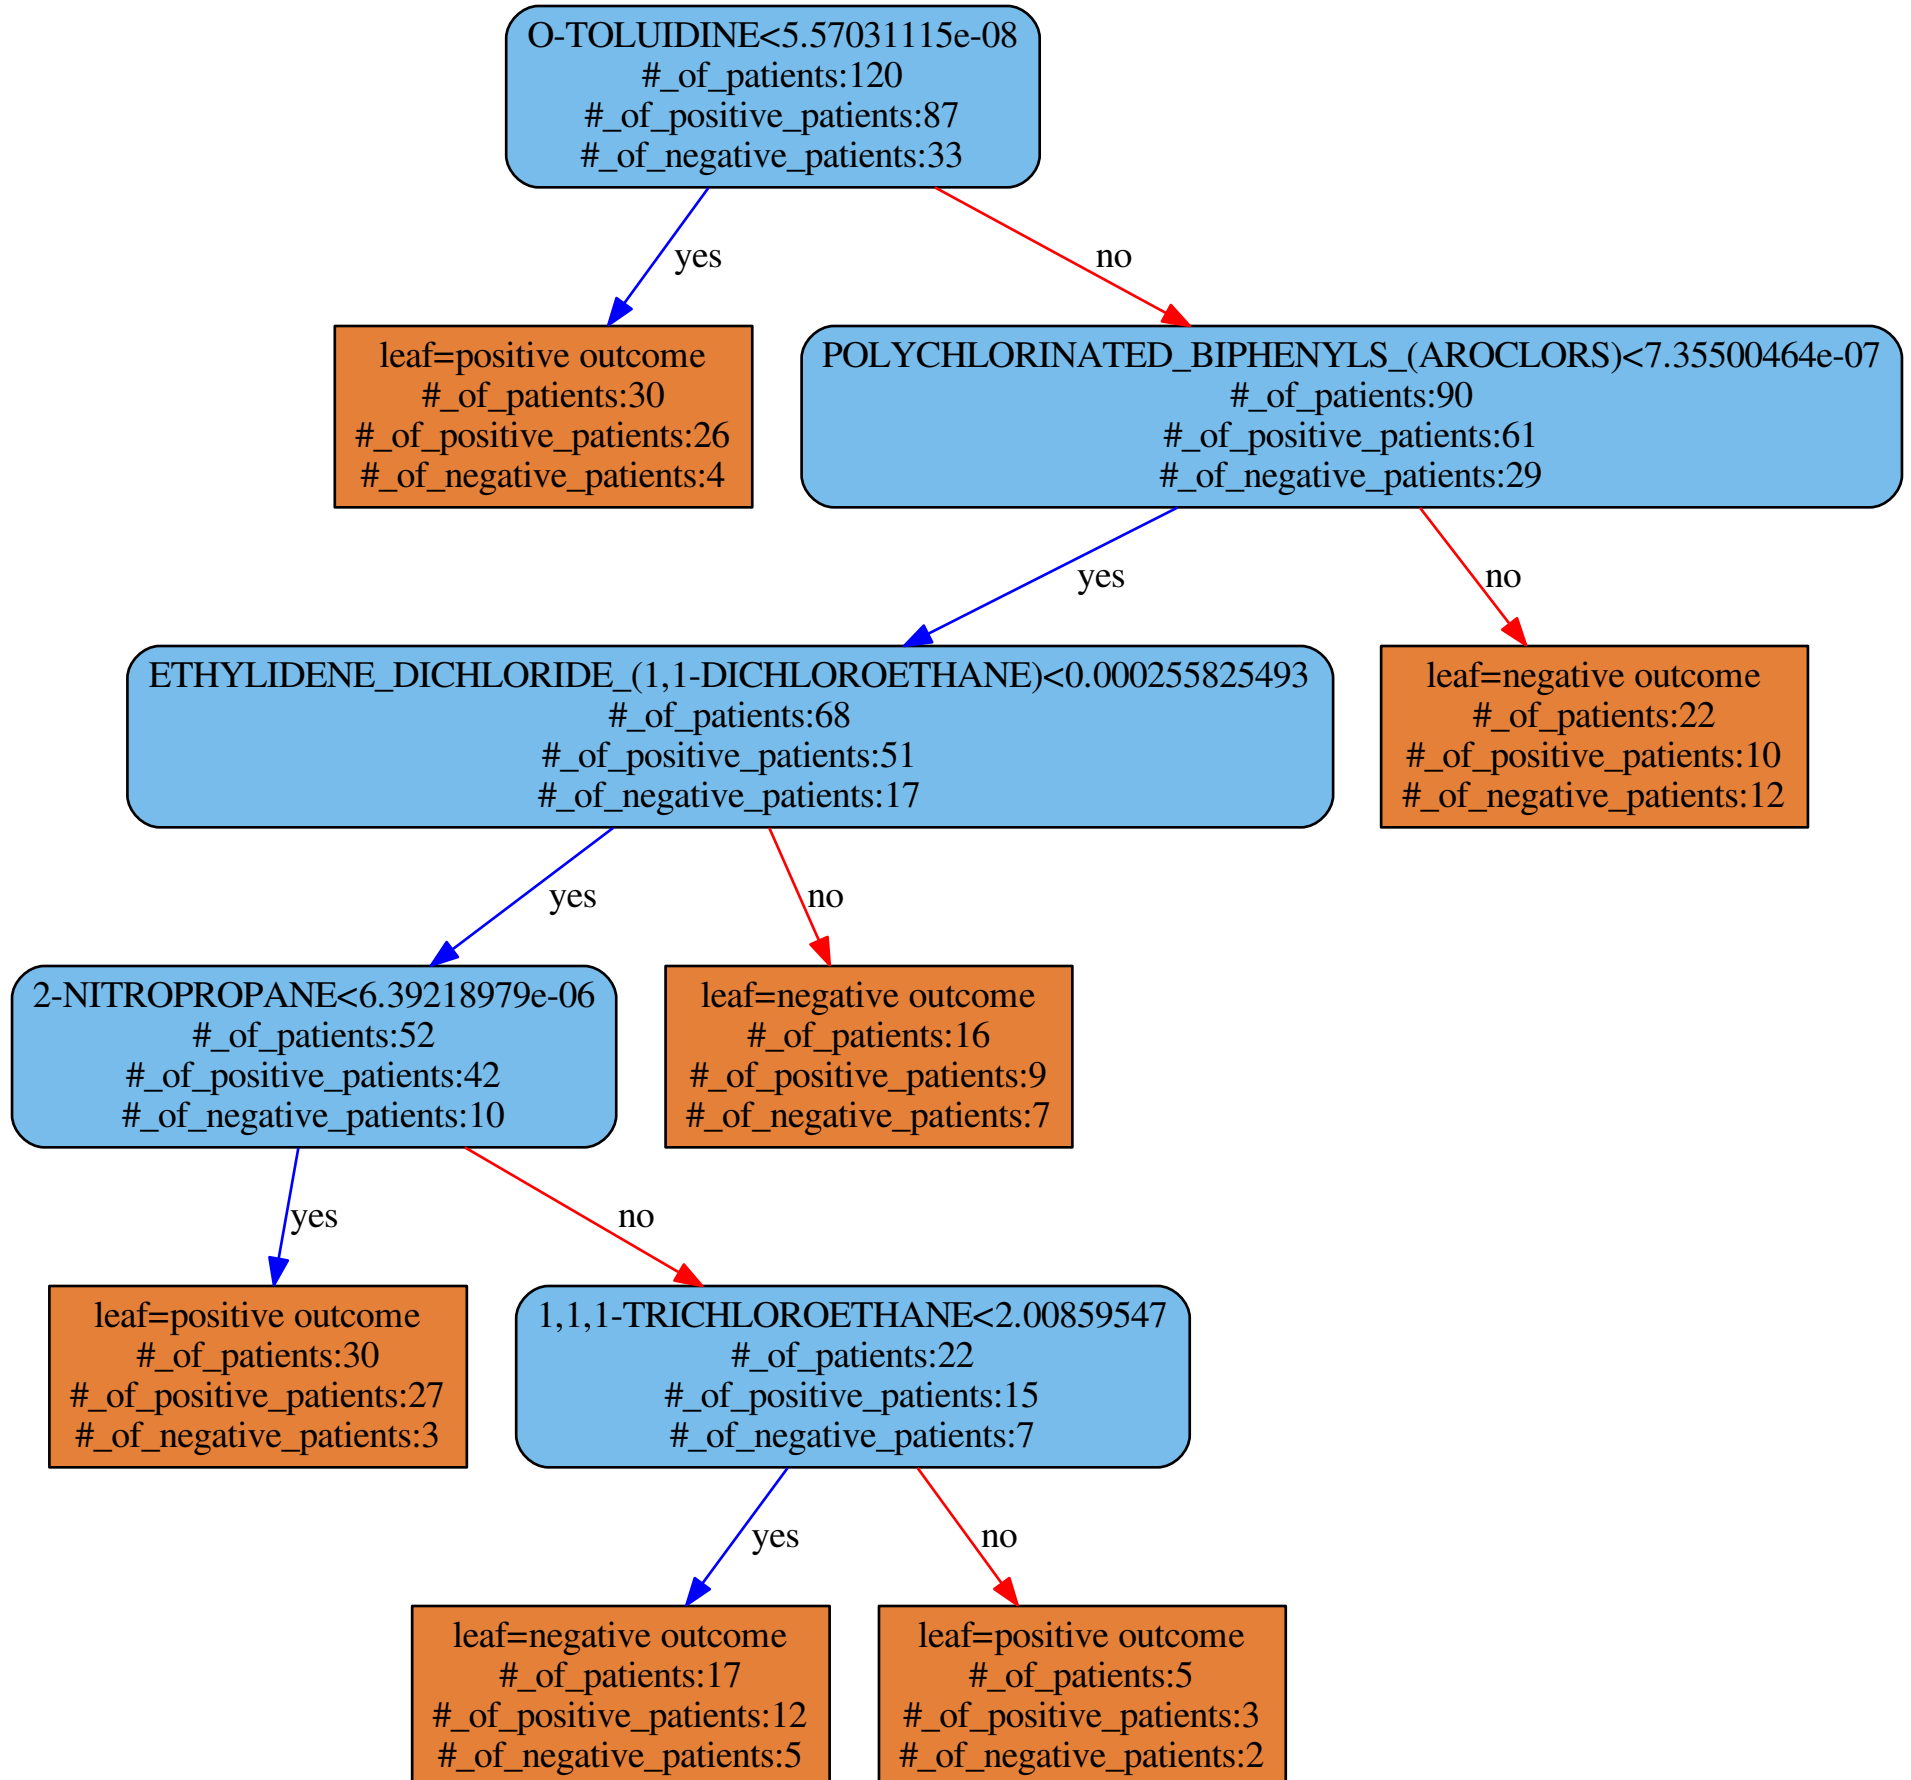 O-TOLUIDINE<5.57031115e-08
#_of_patients:120
#_of_positive_patients:87
#_of_negative_patients:33
yes
no
leaf=positive outcome
#_of_patients:30
#_of_positive_patients:26
#_of_negative_patients:4
POLYCHLORINATED_BIPHENYLS_(AROCLORS)<7.35500464e-07
#_of_patients:90
#_of_positive_patients:61
#_of_negative_patients:29
yes
no
ETHYLIDENE_DICHLORIDE_(1,1-DICHLOROETHANE)<0.000255825493
#_of_patients:68
#_of_positive_patients:51
#_of_negative_patients:17
leaf=negative outcome
#_of_patients:22
#_of_positive_patients:10
#_of_negative_patients:12
yes
no
2-NITROPROPANE<6.39218979e-06
#_of_patients:52
#_of_positive_patients:42
#_of_negative_patients:10
leaf=negative outcome
#_of_patients:16
#_of_positive_patients:9
#_of_negative_patients:7
yes
no
leaf=positive outcome
#_of_patients:30
#_of_positive_patients:27
#_of_negative_patients:3
1,1,1-TRICHLOROETHANE<2.00859547
#_of_patients:22
#_of_positive_patients:15
#_of_negative_patients:7
yes
no
leaf=negative outcome
#_of_patients:17
#_of_positive_patients:12
#_of_negative_patients:5
leaf=positive outcome
#_of_patients:5
#_of_positive_patients:3
#_of_negative_patients:2